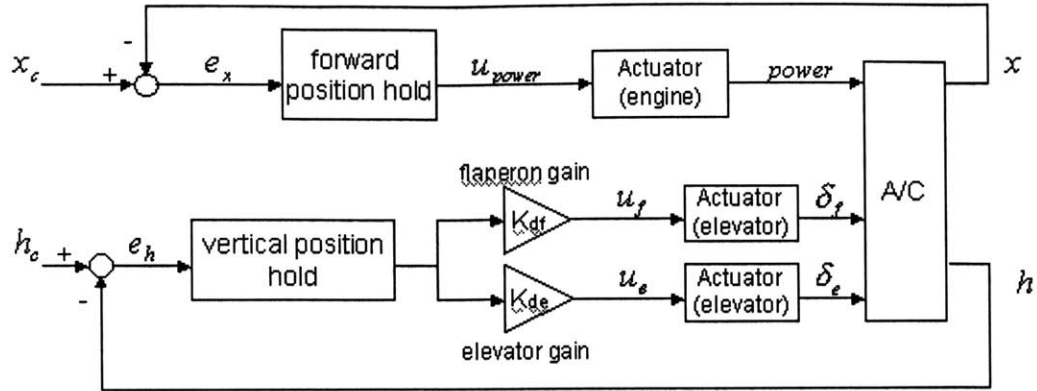 -
x_c
+
e_x
forward
position hold
u_power
Actuator
(engine)
power
x
A/C
flaperon gain
K_df
u_f
Actuator
(elevator)
δ_f
h_c
+
e_h
vertical position
hold
-
K_de
u_e
Actuator
(elevator)
δ_e
h
elevator gain